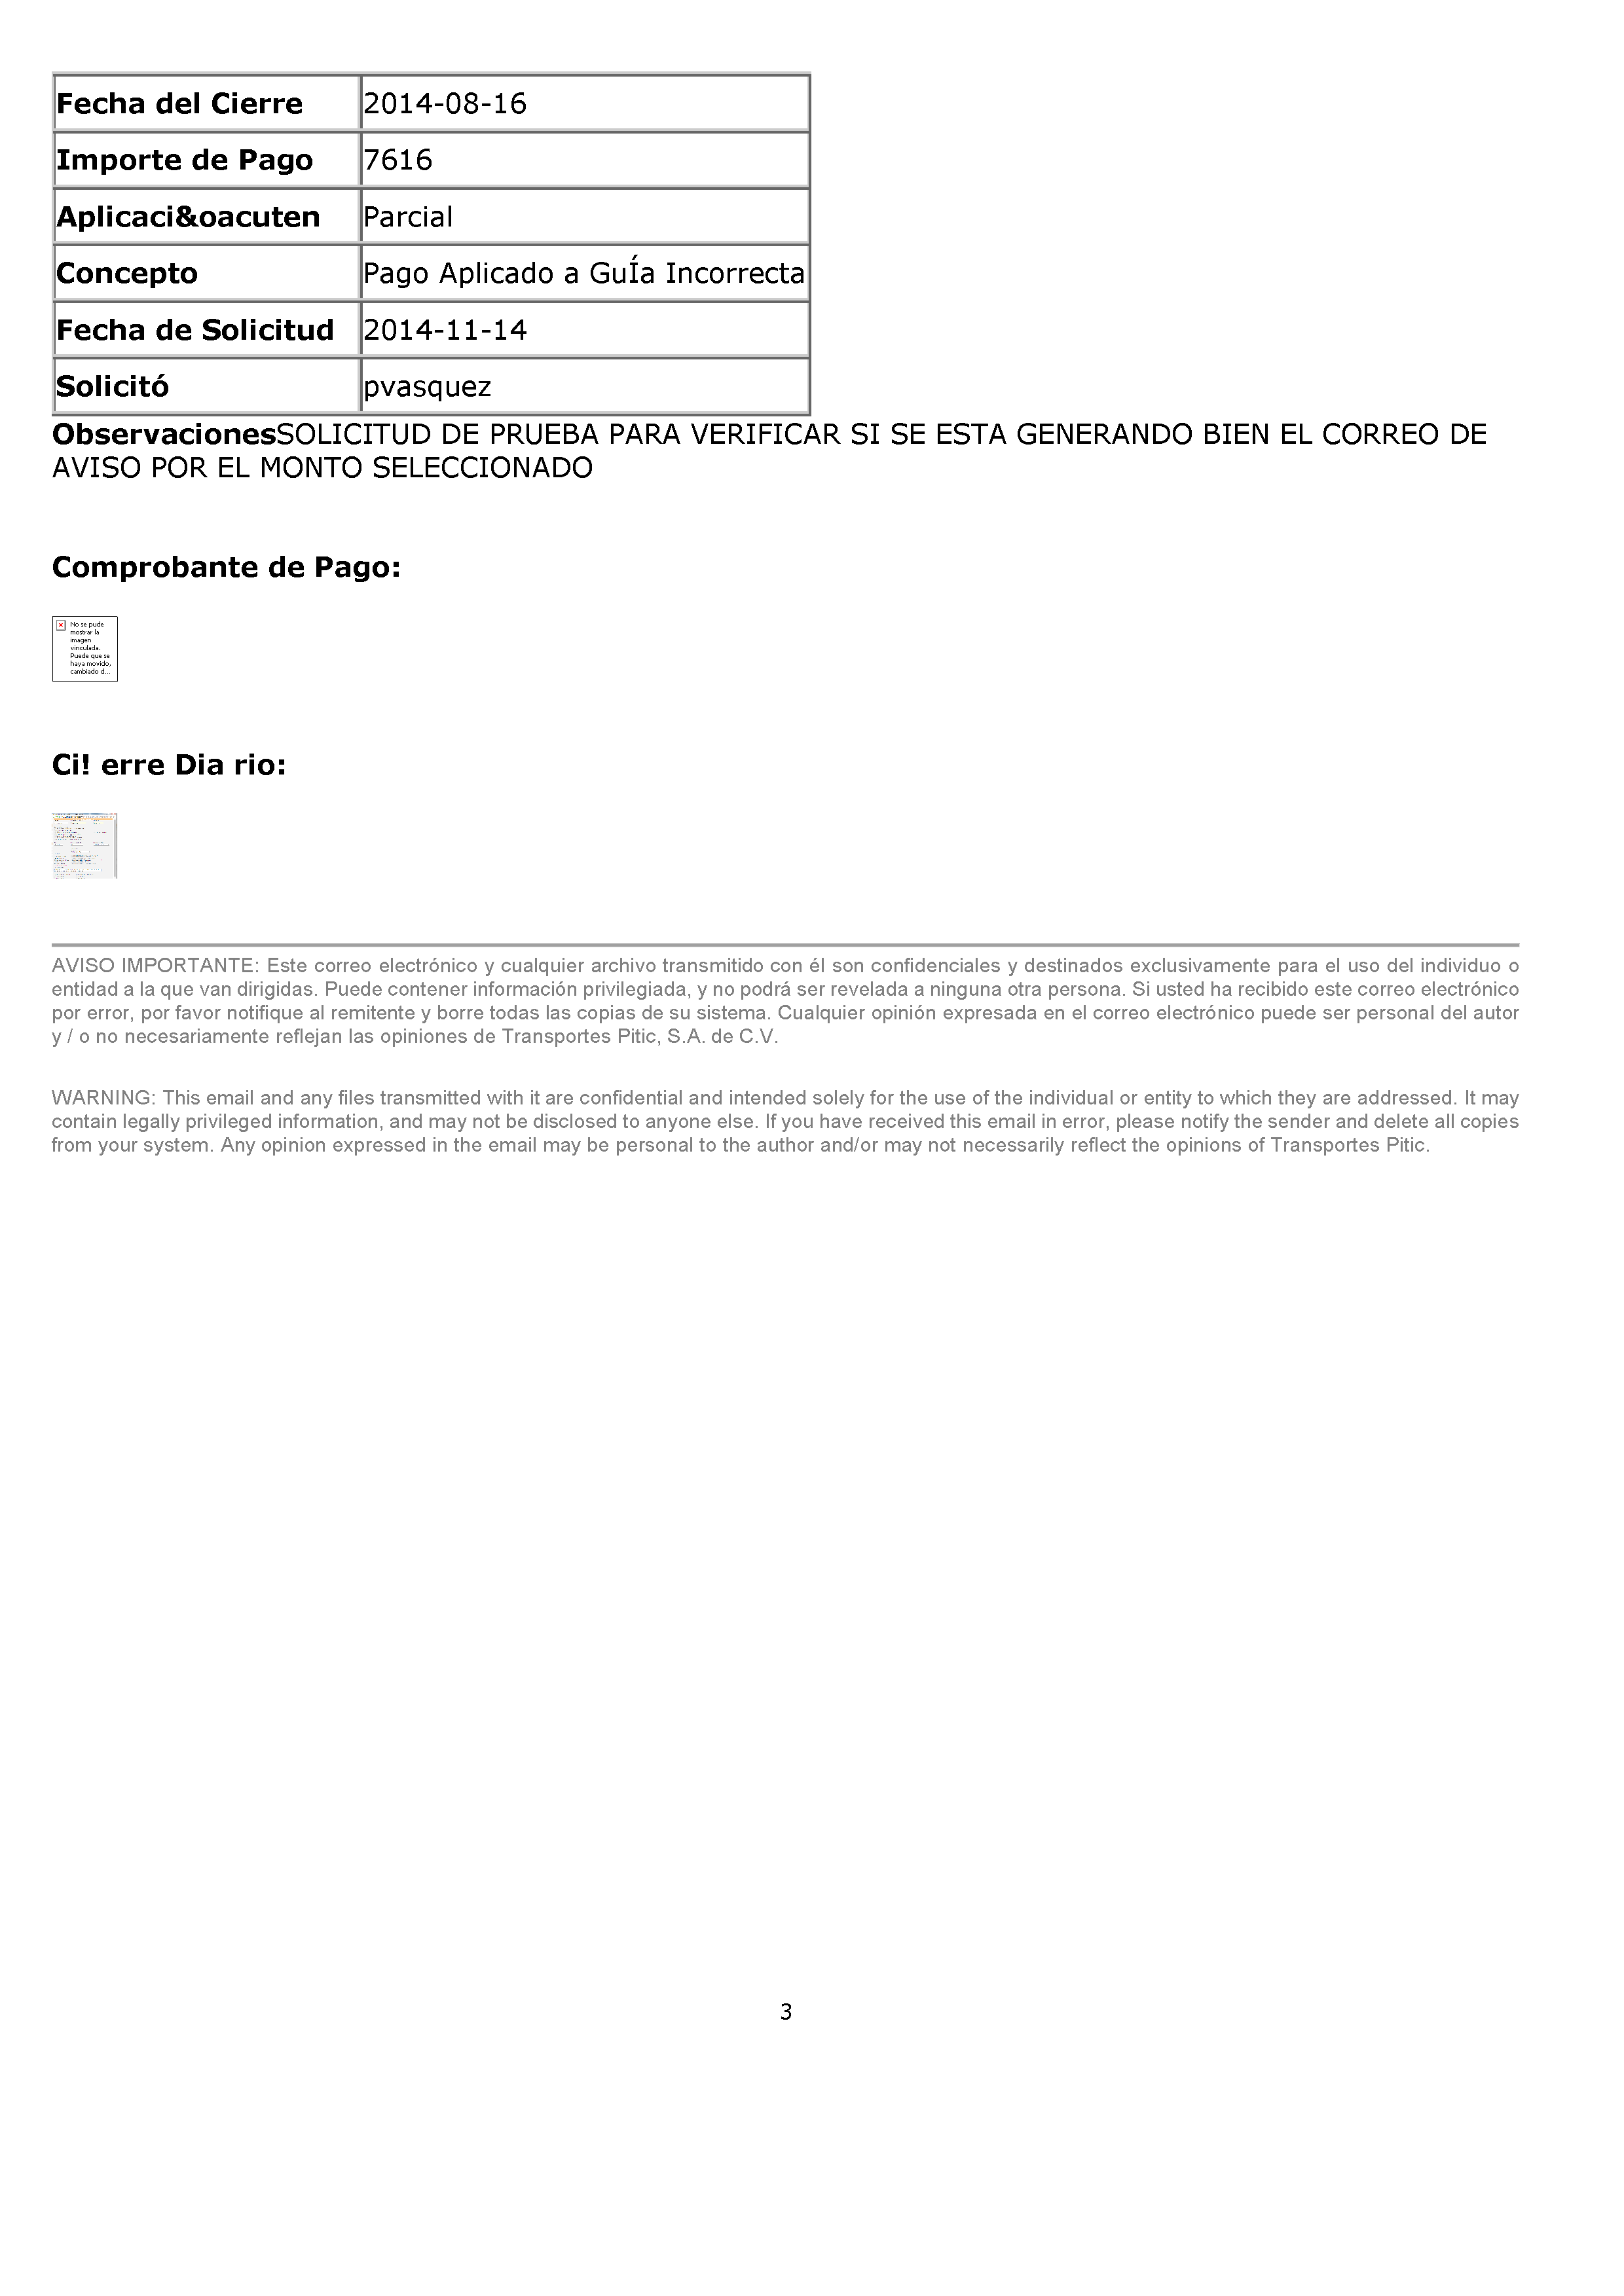 Fecha del Cierre 2014-08-16
Importe de Pago 7616
Aplicaci&oacuten Parcial
Concepto Pago Aplicado a GuÍa Incorrecta
Fecha de Solicitud 2014-11-14
Solicitó pvasquez
ObservacionesSOLICITUD DE PRUEBA PARA VERIFICAR SI SE ESTA GENERANDO BIEN EL CORREO DE
AVISO POR EL MONTO SELECCIONADO
Comprobante de Pago:
No se pude
mostrar la
imagen
vinculada.
Puede que se
haya movido,
cambiado d...
Ci! erre Dia rio:
AVISO IMPORTANTE: Este correo electrónico y cualquier archivo transmitido con él son confidenciales y destinados exclusivamente para el uso del individuo o
entidad a la que van dirigidas. Puede contener información privilegiada, y no podrá ser revelada a ninguna otra persona. Si usted ha recibido este correo electrónico
por error, por favor notifique al remitente y borre todas las copias de su sistema. Cualquier opinión expresada en el correo electrónico puede ser personal del autor
y / o no necesariamente reflejan las opiniones de Transportes Pitic, S.A. de C.V.
WARNING: This email and any files transmitted with it are confidential and intended solely for the use of the individual or entity to which they are addressed. It may
contain legally privileged information, and may not be disclosed to anyone else. If you have received this email in error, please notify the sender and delete all copies
from your system. Any opinion expressed in the email may be personal to the author and/or may not necessarily reflect the opinions of Transportes Pitic.
3